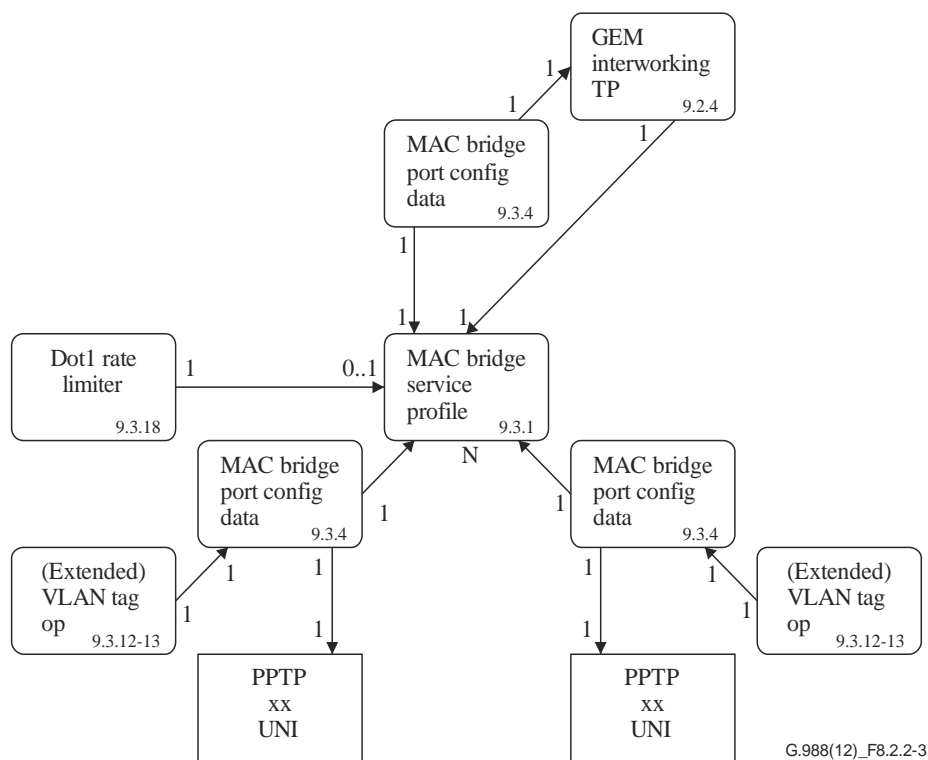 GEM
interworking
TP
9.2.4
1
1
1
MAC bridge
port config
data
9.3.4
1
1
1
Dot1 rate
limiter
9.3.18
1
0..1
MAC bridge
service
profile
9.3.1
N
MAC bridge
port config
data
9.3.4
1
MAC bridge
port config
data
9.3.4
1
(Extended)
VLAN tag
op
9.3.12-13
1
1
1
1
1
1
1
1
(Extended)
VLAN tag
op
9.3.12-13
PPTP
xx
UNI
PPTP
xx
UNI
G.988(12)_F8.2.2-3